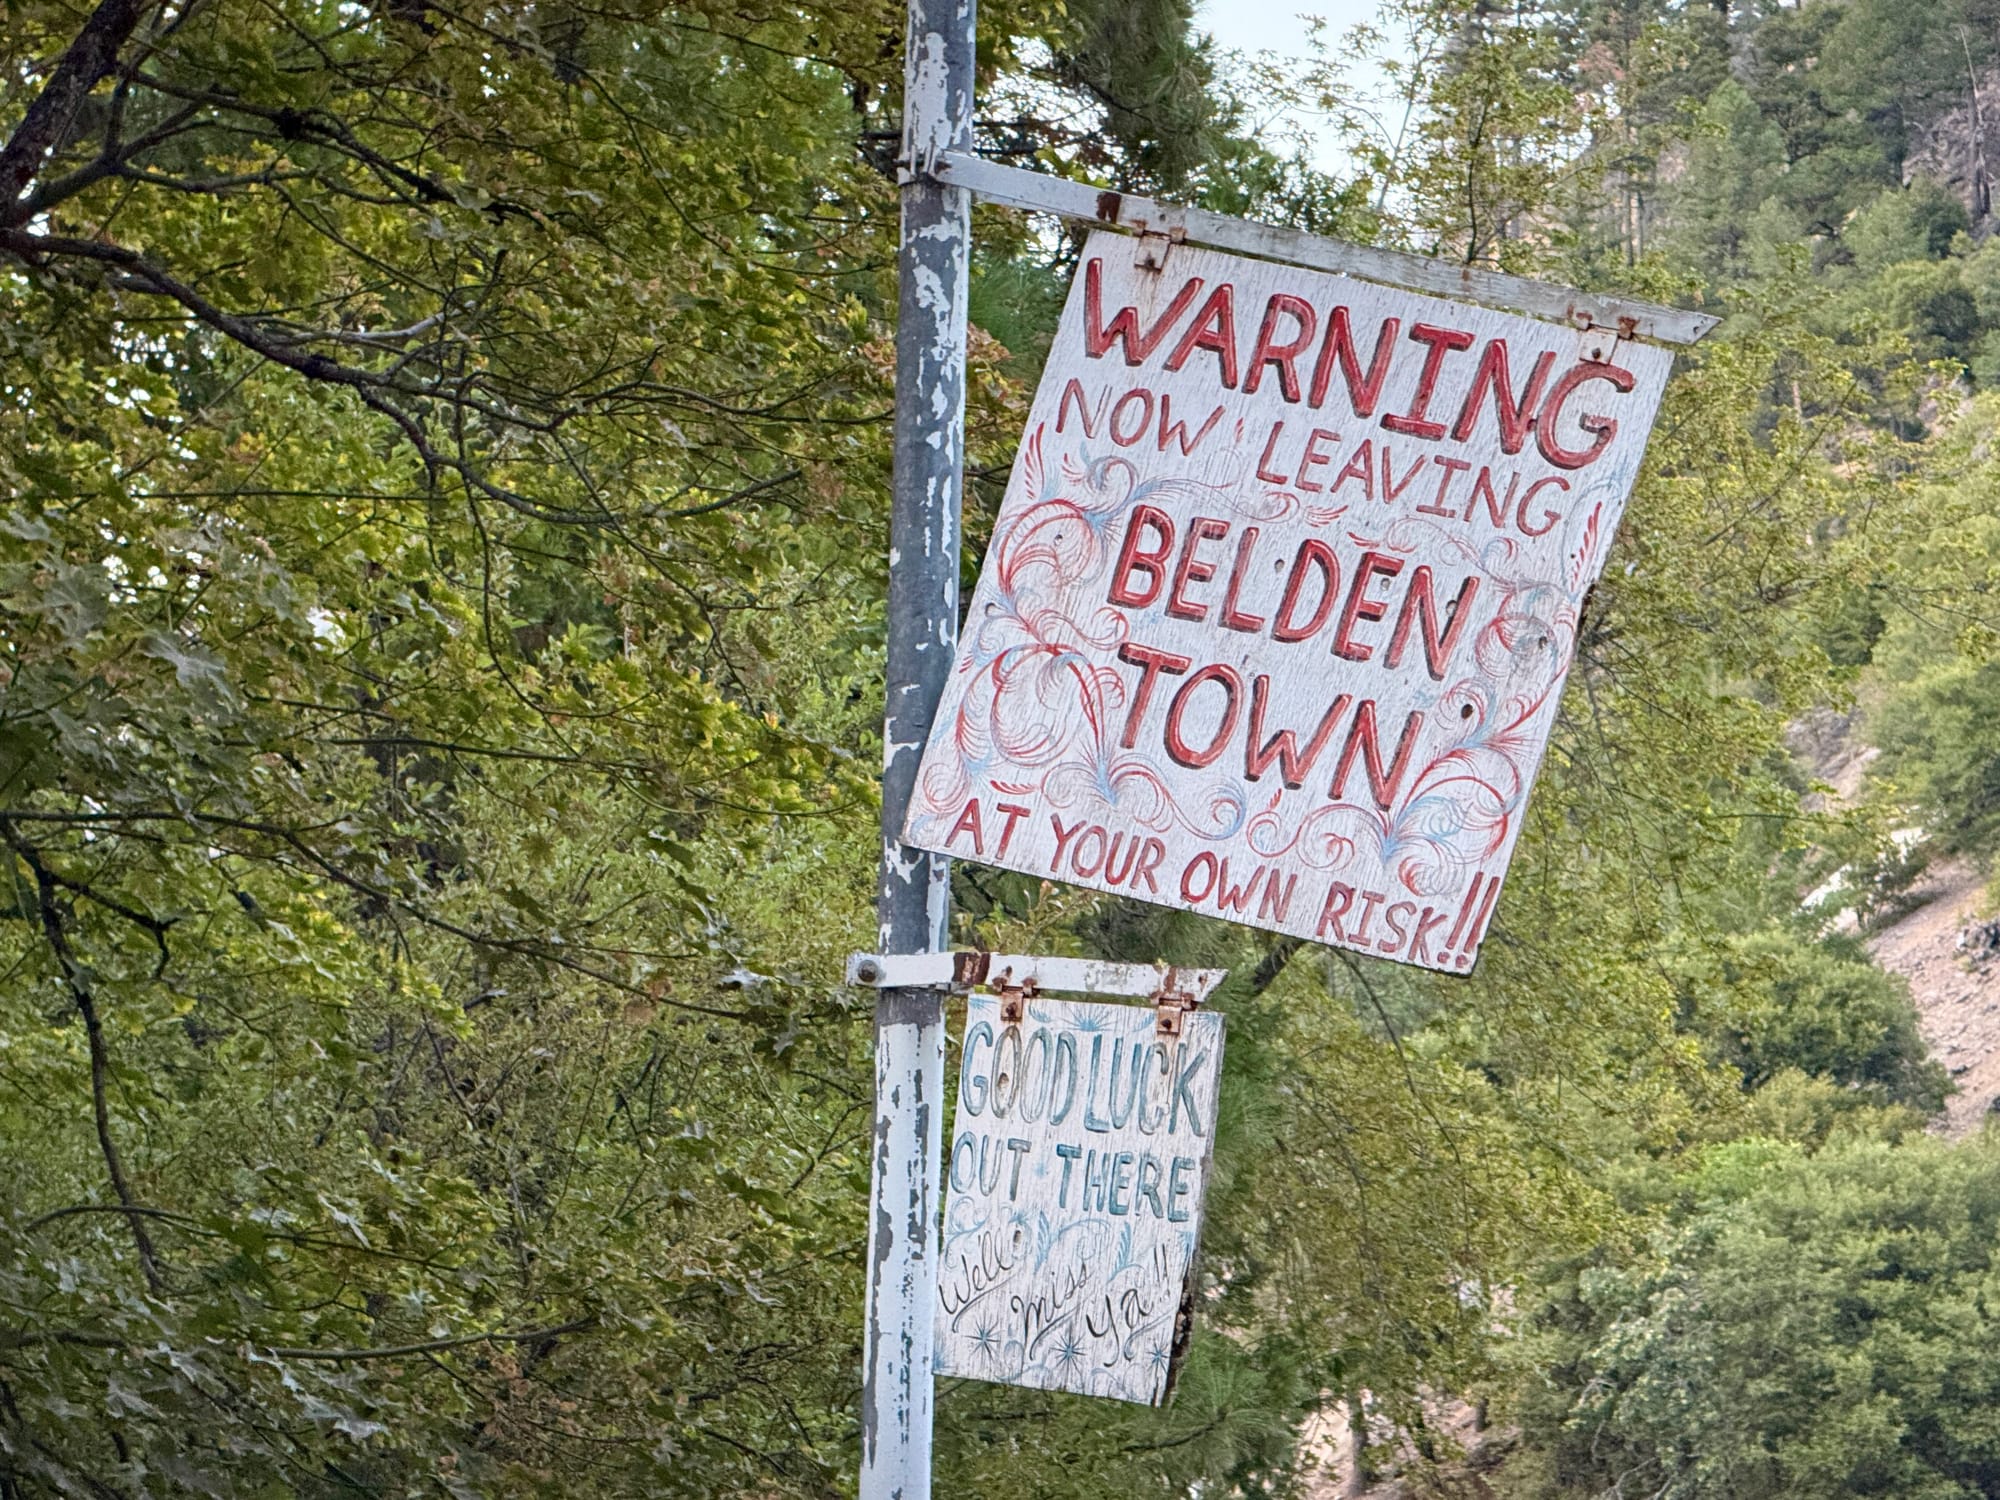 WARNING
NOW LEAVING
BELDEN
TOWN
AT YOUR OWN RISK!!
GOOD LUCK
OUT THERE
We'll
Miss
Ya!!